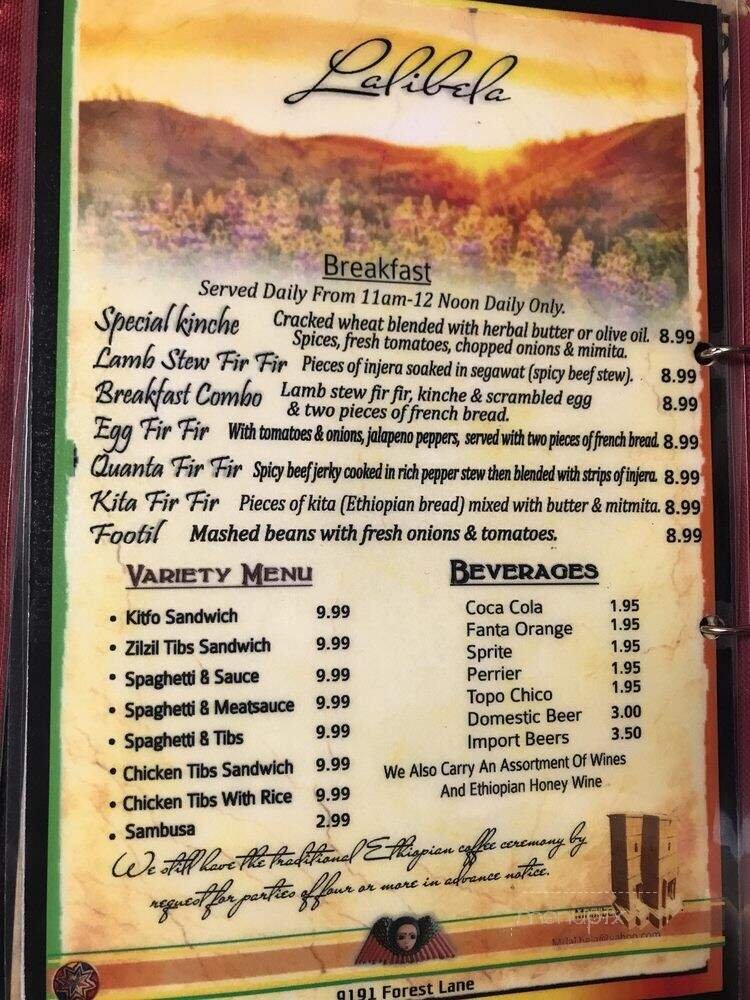 Lalibela
Breakfast
Served Daily From 11am-12 Noon Daily Only.
Special kinche Cracked wheat blended with herbal butter or olive oil. 8.99
Spices, fresh tomatoes, chopped onions & mimita.
Lamb Stew Fir Fir Pieces of injera soaked in segawat (spicy beef stew). 8.99
Breakfast Combo Lamb stew fir fir, kinche & scrambled egg 8.99
& two pieces of french bread.
Egg Fir Fir With tomatoes & onions, jalapeno peppers, served with two pieces of french bread. 8.99
Quanta Fir Fir Spicy beef jerky cooked in rich pepper stew then blended with strips of injera. 8.99
Kita Fir Fir Pieces of kita (Ethiopian bread) mixed with butter & mitmita. 8.99
Footil Mashed beans with fresh onions & tomatoes. 8.99
VARIETY MENU
• Kitfo Sandwich 9.99
• Zilzil Tibs Sandwich 9.99
• Spaghetti & Sauce 9.99
• Spaghetti & Meatsauce 9.99
• Spaghetti & Tibs 9.99
• Chicken Tibs Sandwich 9.99
• Chicken Tibs With Rice 9.99
• Sambusa 2.99
BEVERAGES
Coca Cola 1.95
Fanta Orange 1.95
Sprite 1.95
Perrier 1.95
Topo Chico 1.95
Domestic Beer 3.00
Import Beers 3.50
We Also Carry An Assortment Of Wines
And Ethiopian Honey Wine
We still have the traditional Ethiopian coffee ceremony by
request for parties of four or more in advance notice.
menupix
9191 Forest Lane